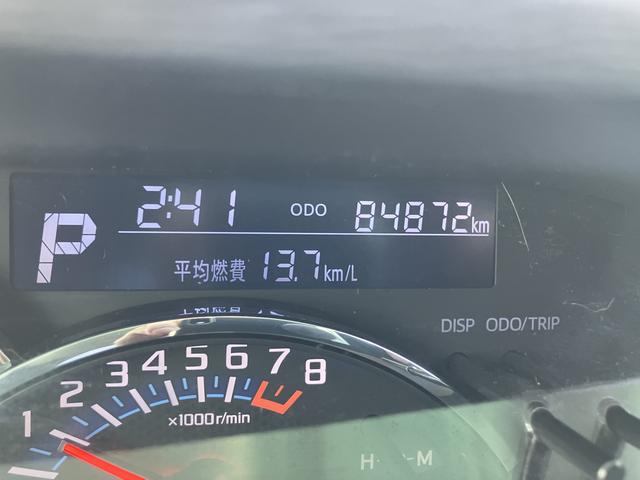 2:41 ODO 84872km
P
平均燃費 13.7km/L
DISP ODO/TRIP
1 2 3 4 5 6 7 8
×1000r/min
H M